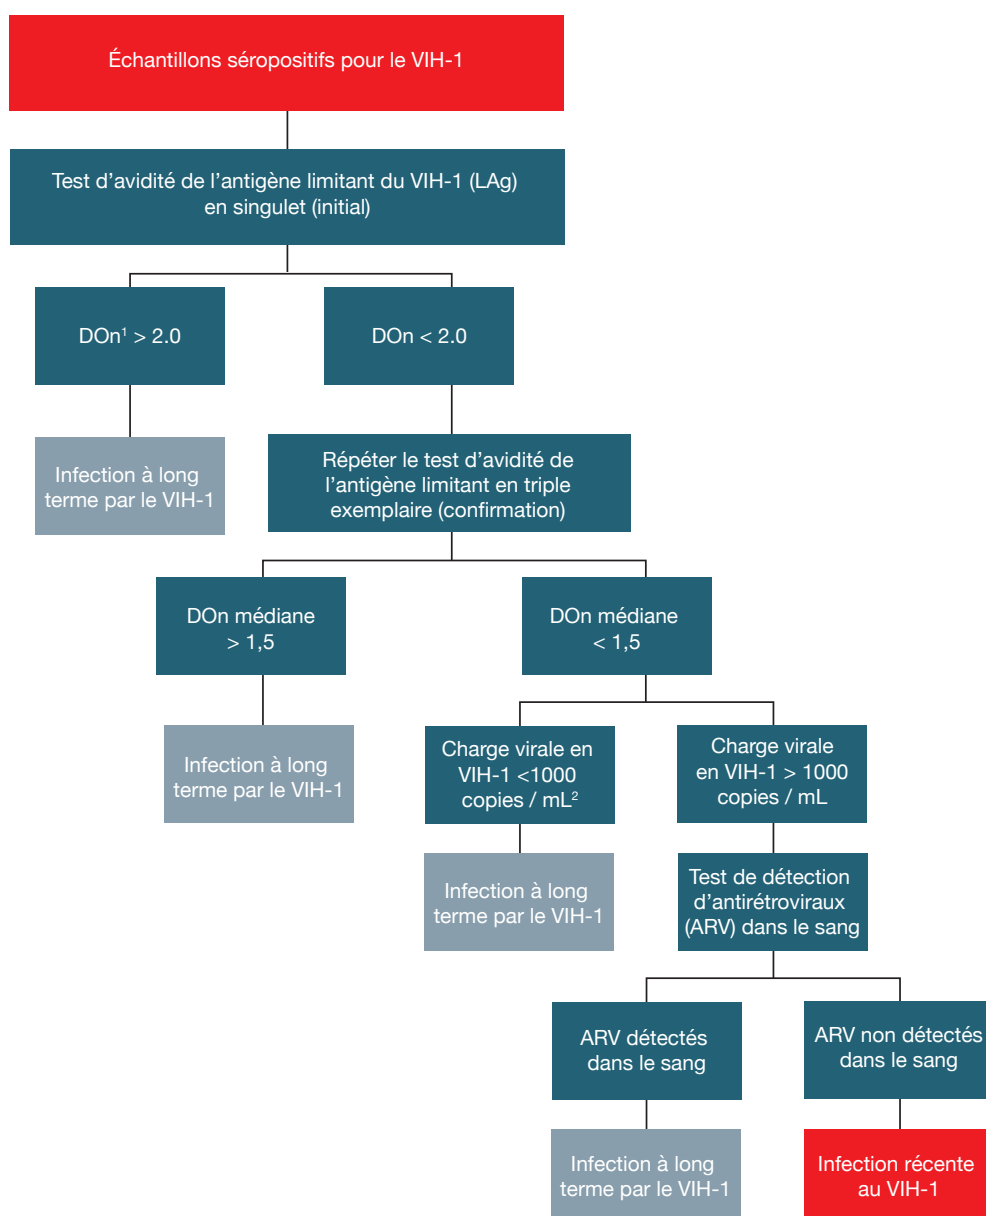 Échantillons séropositifs pour le VIH-1
Test d'avidité de l'antigène limitant du VIH-1 (LAg)
en singulet (initial)
DOn¹ > 2.0
DOn < 2.0
Infection à long
terme par le VIH-1
Répéter le test d'avidité de
l'antigène limitant en triple
exemplaire (confirmation)
DOn médiane
> 1,5
DOn médiane
< 1,5
Infection à long
terme par le VIH-1
Charge virale en
VIH-1 <1000
copies / mL²
Charge virale
en VIH-1 > 1000
copies / mL
Infection à long
terme par le VIH-1
Test de détection
d'antirétroviraux
(ARV) dans le sang
ARV détectés
dans le sang
ARV non détectés
dans le sang
Infection à long
terme par le VIH-1
Infection récente
au VIH-1